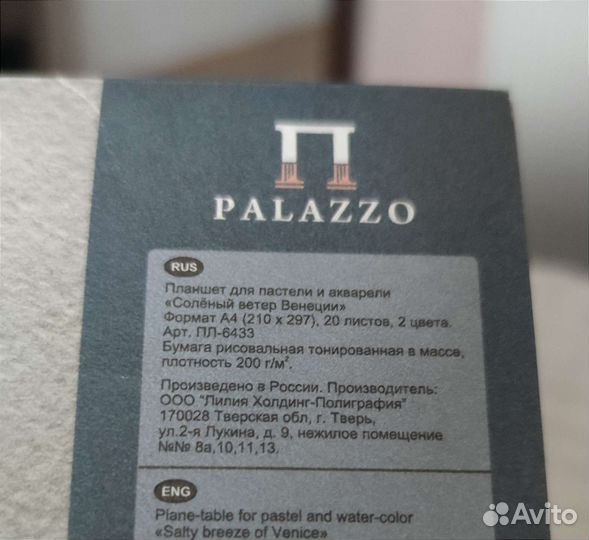 PALAZZO
RUS
Планшет для пастели и акварели
«Солёный ветер Венеции»
Формат А4 (210 х 297), 20 листов, 2 цвета.
Арт. ПЛ-6433
Бумага рисовальная тонированная в массе,
плотность 200 г/м².
Произведено в России. Производитель:
ООО "Лилия Холдинг-Полиграфия"
170028 Тверская обл, г. Тверь,
ул.2-я Лукина, д. 9, нежилое помещение
№№ 8а,10,11,13.
ENG
Plane-table for pastel and water-color
«Salty breeze of Venice»
Avito